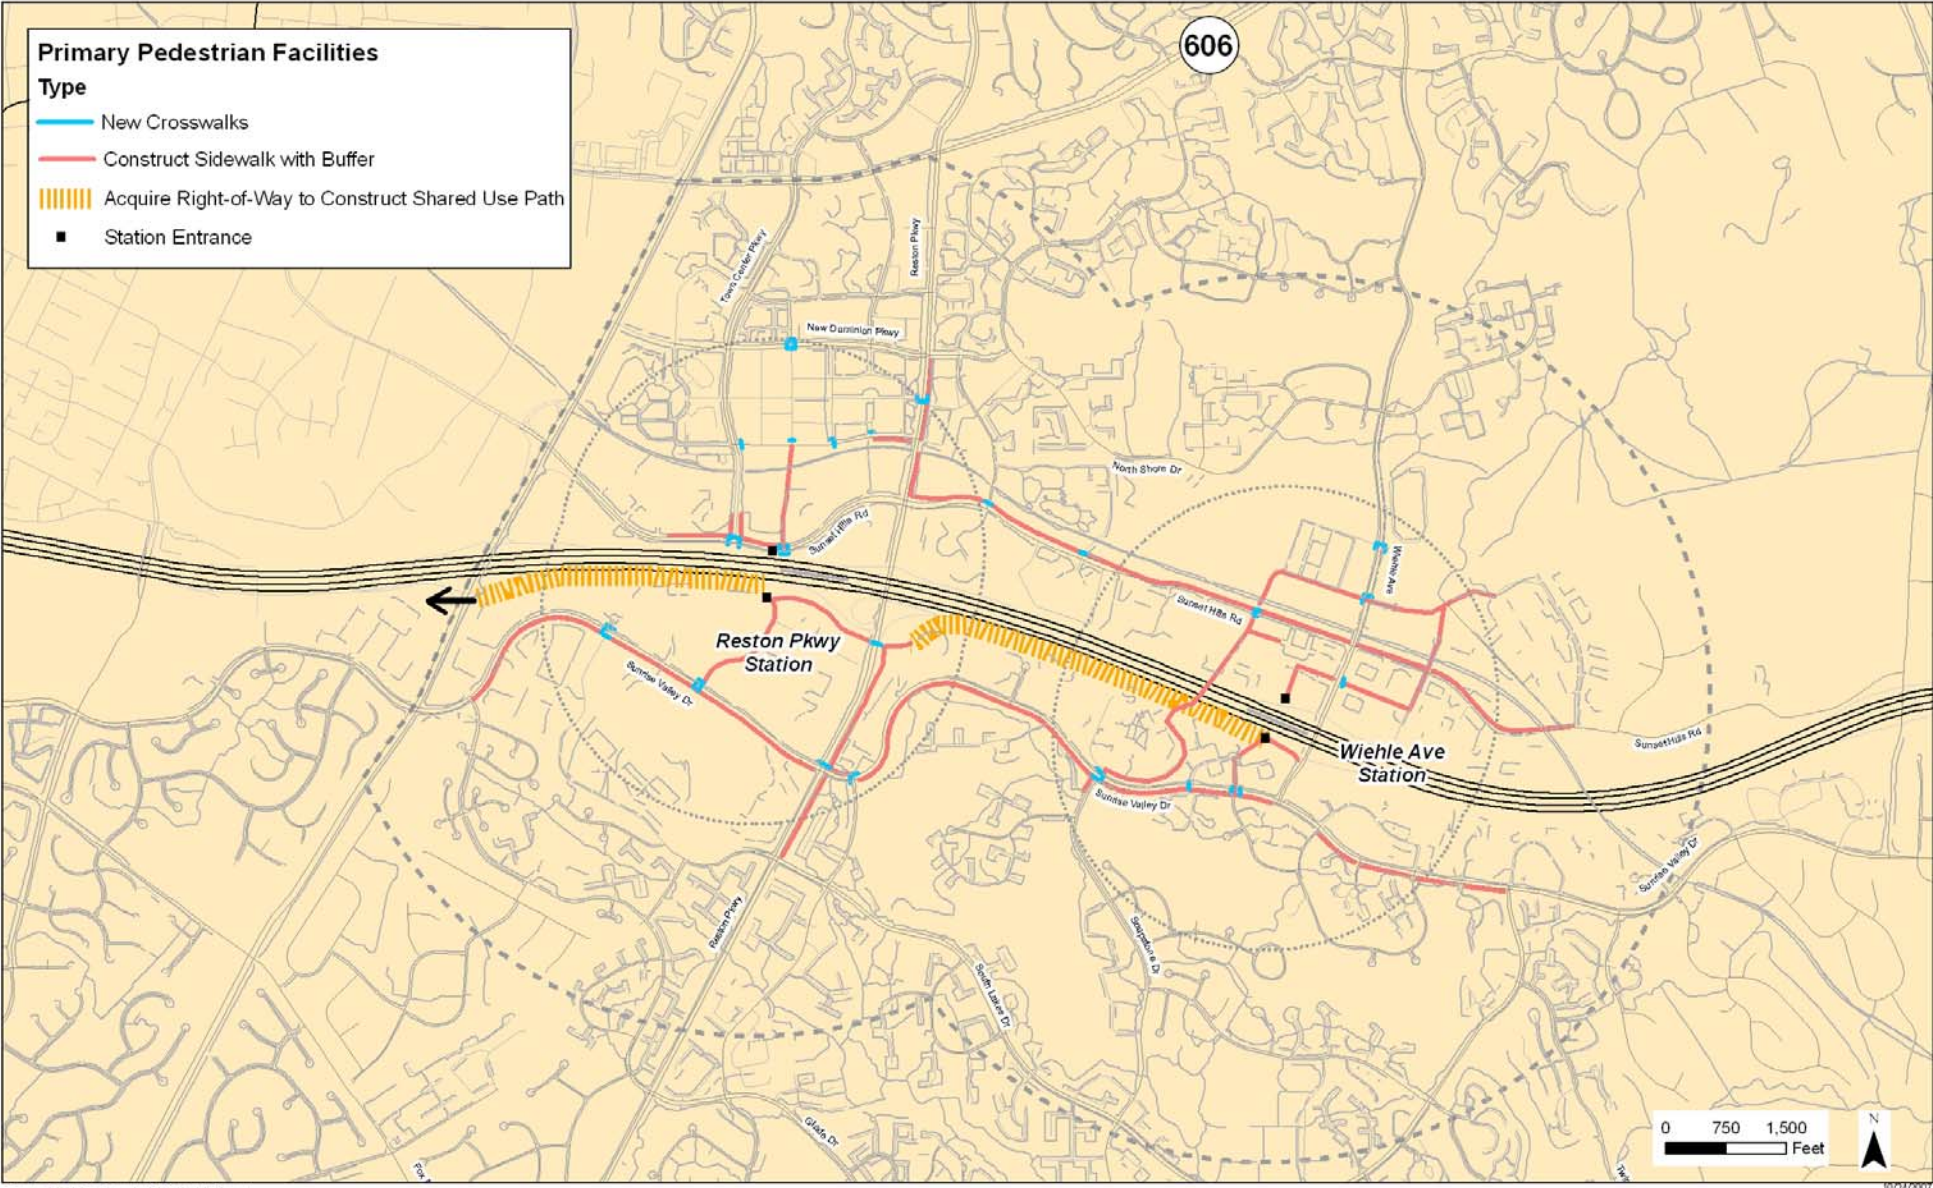 606
Primary Pedestrian Facilities
Type
New Crosswalks
Construct Sidewalk with Buffer
Acquire Right-of-Way to Construct Shared Use Path
Station Entrance
Town Center Pkwy
Reston Pkwy
New Dominion Pkwy
North Shore Dr
Sunset Hills Rd
Wiehle Ave
Sunset Hills Rd
Reston Pkwy
Station
Sunrise Valley Dr
Sunset Hills Rd
Wiehle Ave
Station
Sunrise Valley Dr
Sunrise Valley Dr
Reston Pkwy
Soapstone Dr
South Lakes Dr
Glade Dr
Fox
0 750 1,500
Feet
N